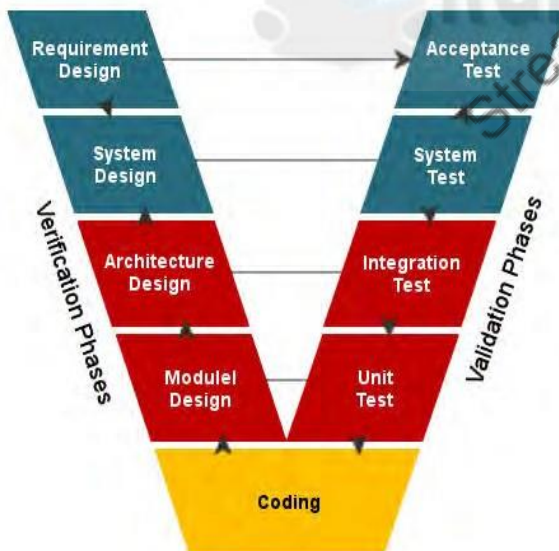 Requirement
Design
Acceptance
Test
System
Design
System
Test
Architecture
Design
Integration
Test
Modulel
Design
Unit
Test
Coding
Verification Phases
Validation Phases